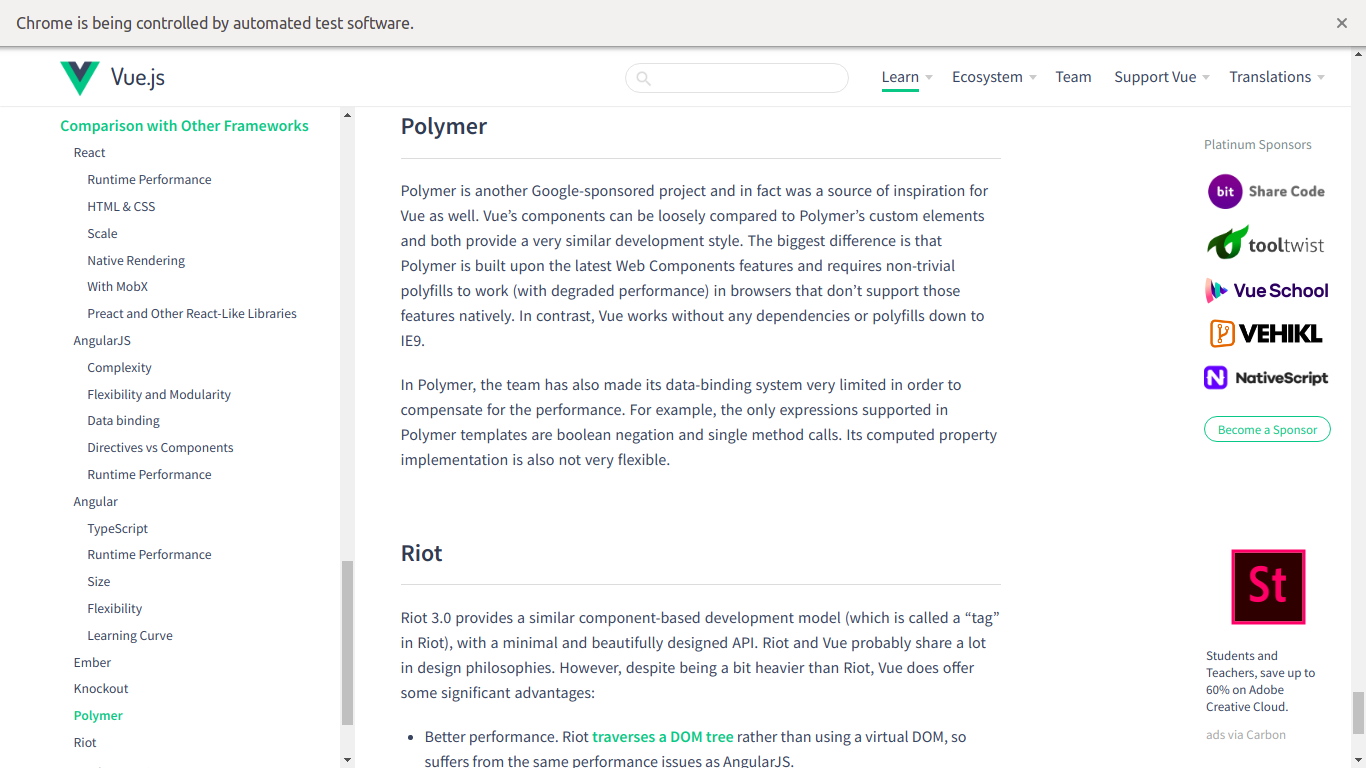 Chrome is being controlled by automated test software.
Vue.js
Learn
Ecosystem
Team
Support Vue
Translations
Comparison with Other Frameworks
React
Runtime Performance
HTML & CSS
Scale
Native Rendering
With MobX
Preact and Other React-Like Libraries
AngularJS
Complexity
Flexibility and Modularity
Data binding
Directives vs Components
Runtime Performance
Angular
TypeScript
Runtime Performance
Size
Flexibility
Learning Curve
Ember
Knockout
Polymer
Riot
Polymer
Polymer is another Google-sponsored project and in fact was a source of inspiration for
Vue as well. Vue’s components can be loosely compared to Polymer’s custom elements
and both provide a very similar development style. The biggest difference is that
Polymer is built upon the latest Web Components features and requires non-trivial
polyfills to work (with degraded performance) in browsers that don’t support those
features natively. In contrast, Vue works without any dependencies or polyfills down to
IE9.
In Polymer, the team has also made its data-binding system very limited in order to
compensate for the performance. For example, the only expressions supported in
Polymer templates are boolean negation and single method calls. Its computed property
implementation is also not very flexible.
Riot
Riot 3.0 provides a similar component-based development model (which is called a “tag”
in Riot), with a minimal and beautifully designed API. Riot and Vue probably share a lot
in design philosophies. However, despite being a bit heavier than Riot, Vue does offer
some significant advantages:
• Better performance. Riot traverses a DOM tree rather than using a virtual DOM, so
suffers from the same performance issues as AngularJS.
Platinum Sponsors
bit Share Code
tooltwist
Vue School
VEHIKL
NativeScript
Become a Sponsor
St
Students and
Teachers, save up to
60% on Adobe
Creative Cloud.
ads via Carbon